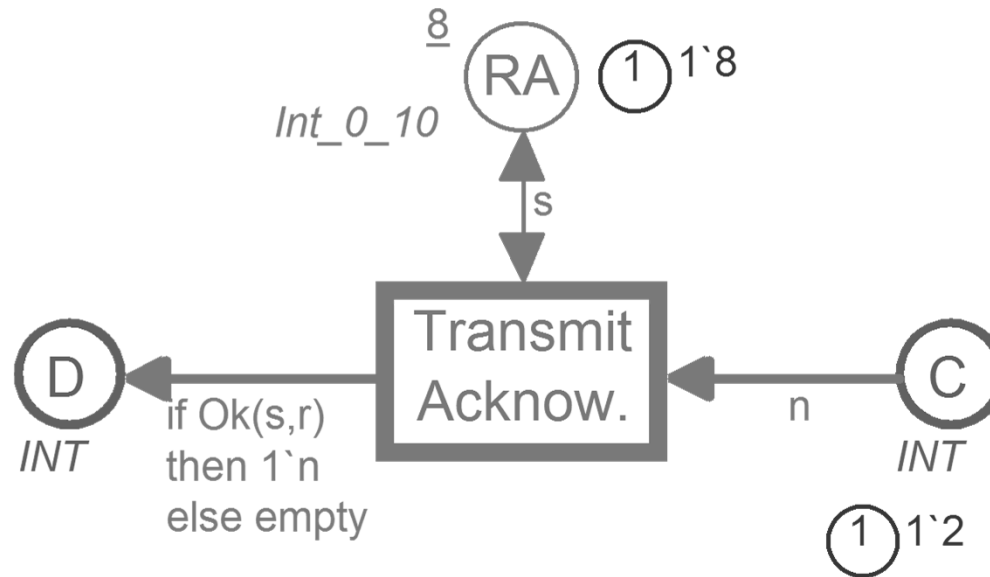 8
RA
1
1`8
Int_0_10
s
Transmit
Acknow.
D
C
if Ok(s,r)
then 1`n
else empty
n
INT
INT
1
1`2